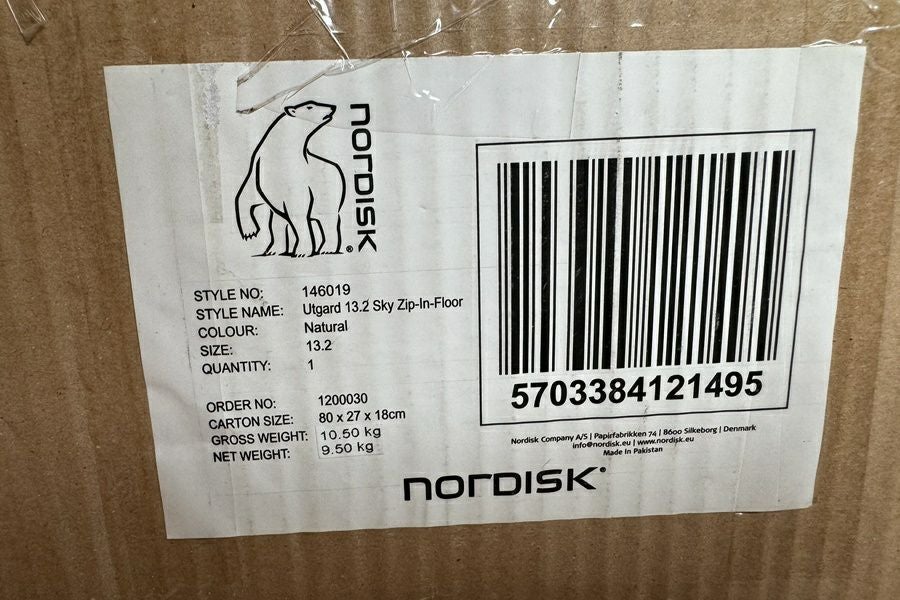 NORDISK®
STYLE NO: 146019
STYLE NAME: Utgard 13.2 Sky Zip-In-Floor
COLOUR: Natural
SIZE: 13.2
QUANTITY: 1
ORDER NO: 1200030
CARTON SIZE: 80 x 27 x 18cm
GROSS WEIGHT: 10.50 kg
NET WEIGHT: 9.50 kg
5703384121495
Nordisk Company A/S | Papirfabrikken 74 | 8600 Silkeborg | Denmark
info@nordisk.eu | www.nordisk.eu
Made In Pakistan
NORDISK®